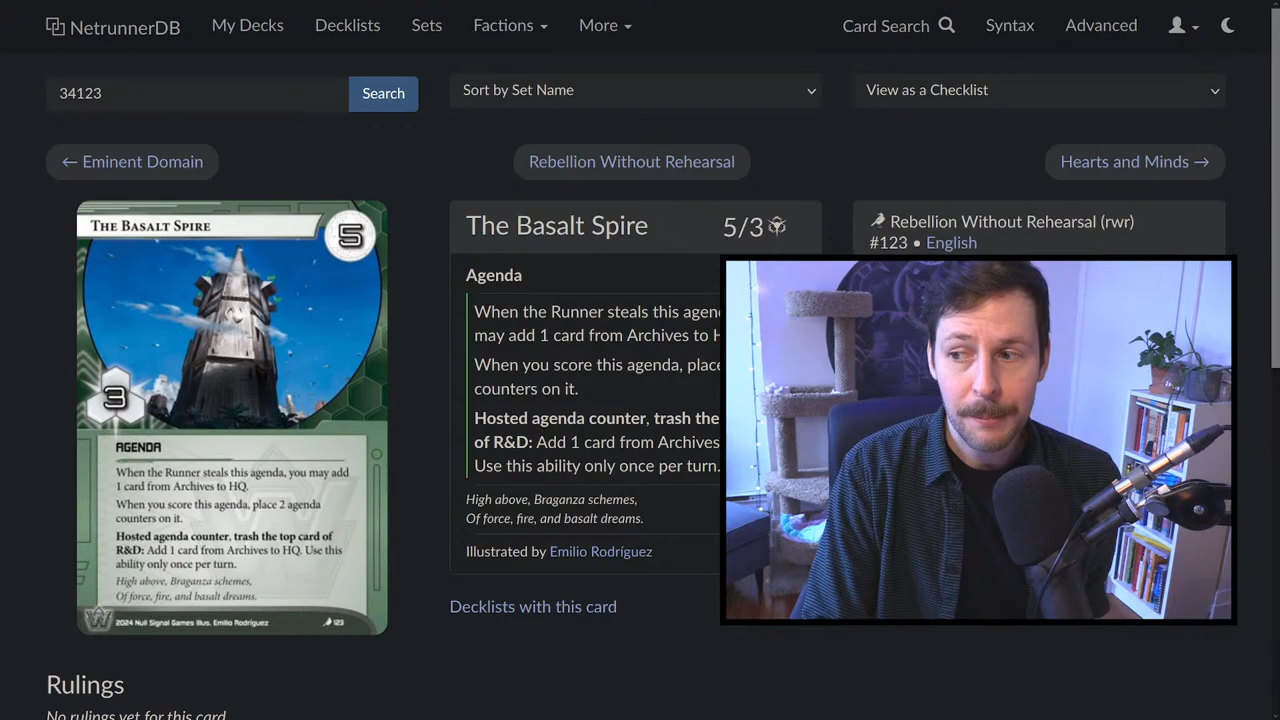 NetrunnerDB My Decks Decklists Sets Factions More Card Search Syntax Advanced
34123 Search Sort by Set Name View as a Checklist
← Eminent Domain Rebellion Without Rehearsal Hearts and Minds →
THE BASALT SPIRE
5
3
AGENDA
When the Runner steals this agenda, you may add
1 card from Archives to HQ.
When you score this agenda, place 2 agenda
counters on it.
Hosted agenda counter, trash the top card of
R&D: Add 1 card from Archives to HQ. Use this
ability only once per turn.
High above, Braganza schemes,
Of force, fire, and basalt dreams.
2024 Null Signal Games Illus. Emilio Rodríguez 123
The Basalt Spire 5/3
Agenda
When the Runner steals this
may add 1 card from Archives to
When you score this agenda,
counters on it.
Hosted agenda counter, trash the
of R&D: Add 1 card from Archives
Use this ability only once per turn.
High above, Braganza schemes,
Of force, fire, and basalt dreams.
Illustrated by Emilio Rodríguez
Decklists with this card
Rebellion Without Rehearsal (rwr)
#123 • English
Rulings
No rulings yet for this card